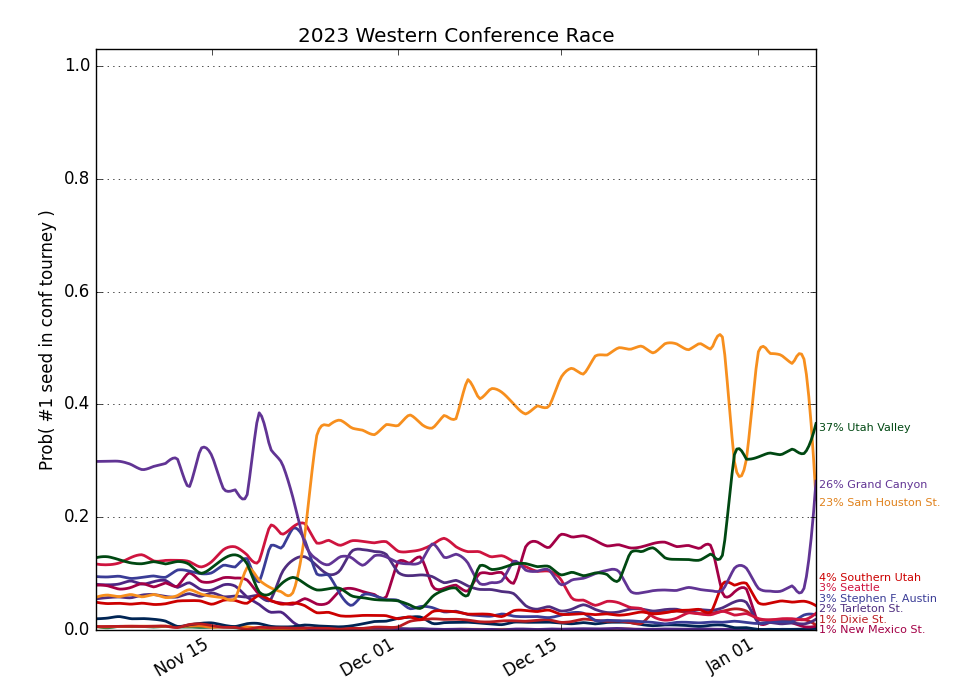 2023 Western Conference Race
Prob( #1 seed in conf tourney )
1.0
0.8
0.6
0.4
0.2
0.0
Nov 15
Dec 01
Dec 15
Jan 01
37% Utah Valley
26% Grand Canyon
23% Sam Houston St.
4% Southern Utah
3% Seattle
3% Stephen F. Austin
2% Tarleton St.
1% Dixie St.
1% New Mexico St.